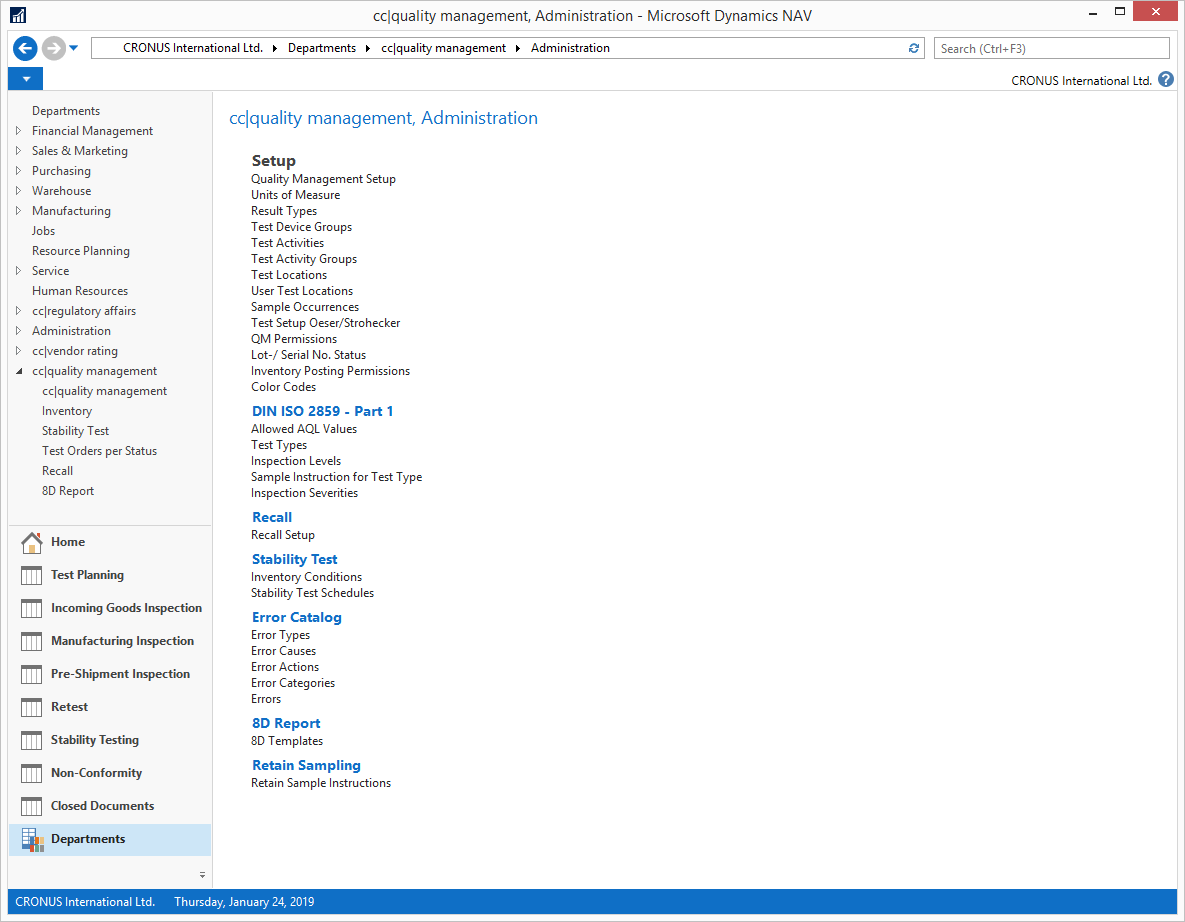 cc|quality management, Administration - Microsoft Dynamics NAV
CRONUS International Ltd. Departments cc|quality management Administration
Search (Ctrl+F3)
CRONUS International Ltd.
Departments
Financial Management
Sales & Marketing
Purchasing
Warehouse
Manufacturing
Jobs
Resource Planning
Service
Human Resources
cc|regulatory affairs
Administration
cc|vendor rating
cc|quality management
cc|quality management
Inventory
Stability Test
Test Orders per Status
Recall
8D Report
Home
Test Planning
Incoming Goods Inspection
Manufacturing Inspection
Pre-Shipment Inspection
Retest
Stability Testing
Non-Conformity
Closed Documents
Departments
cc|quality management, Administration
Setup
Quality Management Setup
Units of Measure
Result Types
Test Device Groups
Test Activities
Test Activity Groups
Test Locations
User Test Locations
Sample Occurrences
Test Setup Oeser/Strohecker
QM Permissions
Lot-/ Serial No. Status
Inventory Posting Permissions
Color Codes
DIN ISO 2859 - Part 1
Allowed AQL Values
Test Types
Inspection Levels
Sample Instruction for Test Type
Inspection Severities
Recall
Recall Setup
Stability Test
Inventory Conditions
Stability Test Schedules
Error Catalog
Error Types
Error Causes
Error Actions
Error Categories
Errors
8D Report
8D Templates
Retain Sampling
Retain Sample Instructions
CRONUS International Ltd. Thursday, January 24, 2019